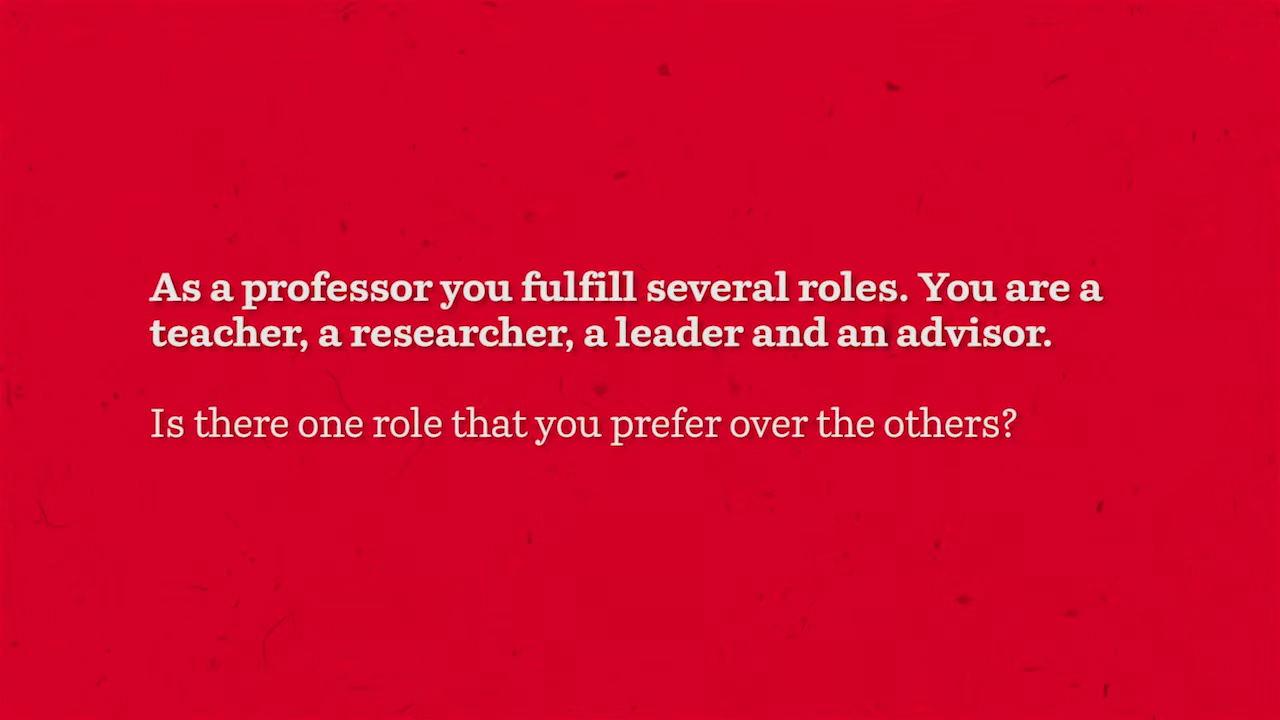 As a professor you fulfill several roles. You are a
teacher, a researcher, a leader and an advisor.
Is there one role that you prefer over the others?